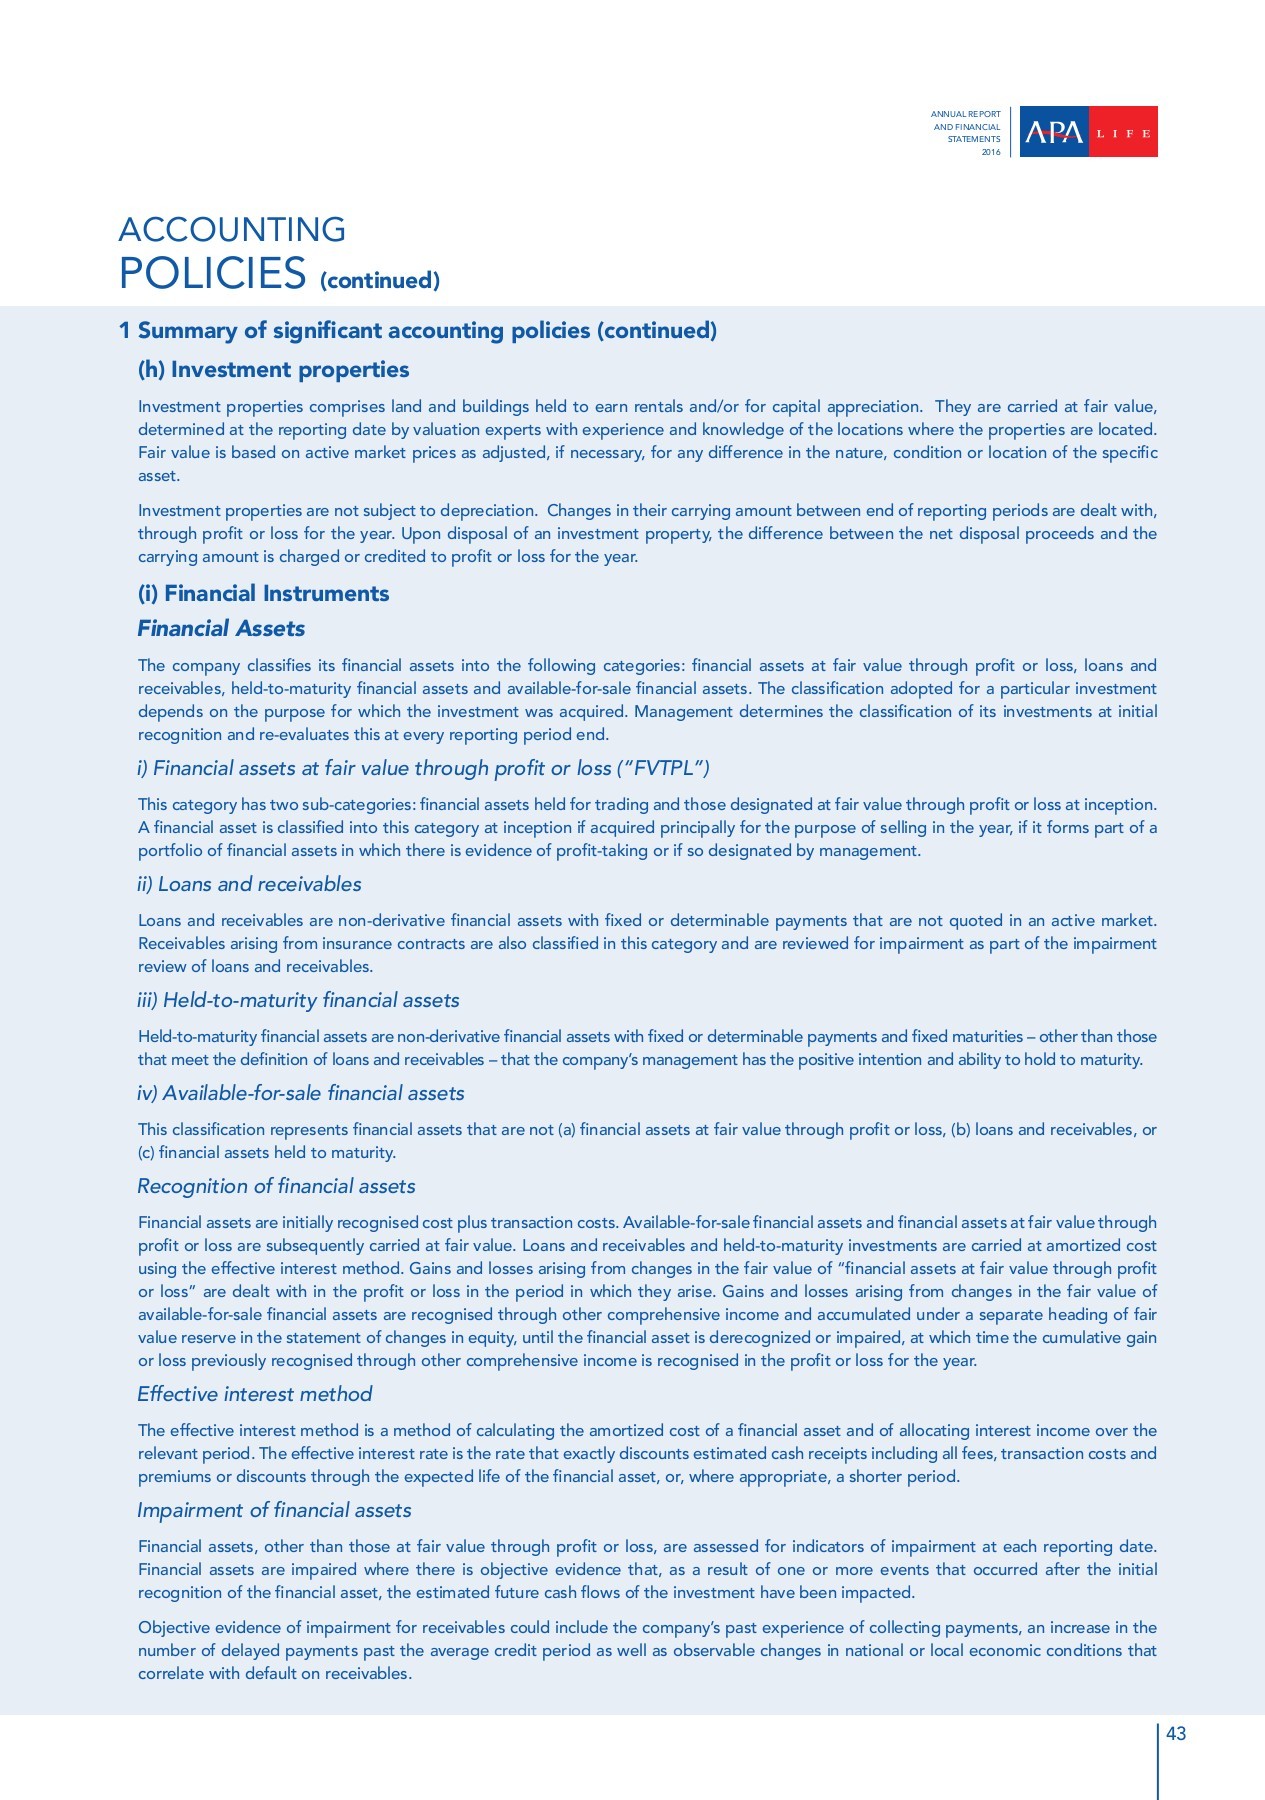 ANNUAL REPORT
AND FINANCIAL
STATEMENTS
2016
APA
LIFE
ACCOUNTING
POLICIES (continued)
1 Summary of significant accounting policies (continued)
(h) Investment properties
Investment properties comprises land and buildings held to earn rentals and/or for capital appreciation.  They are carried at fair value,
determined at the reporting date by valuation experts with experience and knowledge of the locations where the properties are located.
Fair value is based on active market prices as adjusted, if necessary, for any difference in the nature, condition or location of the specific
asset.
Investment properties are not subject to depreciation.  Changes in their carrying amount between end of reporting periods are dealt with,
through profit or loss for the year. Upon disposal of an investment property, the difference between the net disposal proceeds and the
carrying amount is charged or credited to profit or loss for the year.
(i) Financial Instruments
Financial Assets
The company classifies its financial assets into the following categories: financial assets at fair value through profit or loss, loans and
receivables, held-to-maturity financial assets and available-for-sale financial assets. The classification adopted for a particular investment
depends on the purpose for which the investment was acquired. Management determines the classification of its investments at initial
recognition and re-evaluates this at every reporting period end.
i) Financial assets at fair value through profit or loss (“FVTPL”)
This category has two sub-categories: financial assets held for trading and those designated at fair value through profit or loss at inception.
A financial asset is classified into this category at inception if acquired principally for the purpose of selling in the year, if it forms part of a
portfolio of financial assets in which there is evidence of profit-taking or if so designated by management.
ii) Loans and receivables
Loans and receivables are non-derivative financial assets with fixed or determinable payments that are not quoted in an active market.
Receivables arising from insurance contracts are also classified in this category and are reviewed for impairment as part of the impairment
review of loans and receivables.
iii) Held-to-maturity financial assets
Held-to-maturity financial assets are non-derivative financial assets with fixed or determinable payments and fixed maturities – other than those
that meet the definition of loans and receivables – that the company’s management has the positive intention and ability to hold to maturity.
iv) Available-for-sale financial assets
This classification represents financial assets that are not (a) financial assets at fair value through profit or loss, (b) loans and receivables, or
(c) financial assets held to maturity.
Recognition of financial assets
Financial assets are initially recognised cost plus transaction costs. Available-for-sale financial assets and financial assets at fair value through
profit or loss are subsequently carried at fair value. Loans and receivables and held-to-maturity investments are carried at amortized cost
using the effective interest method. Gains and losses arising from changes in the fair value of “financial assets at fair value through profit
or loss” are dealt with in the profit or loss in the period in which they arise. Gains and losses arising from changes in the fair value of
available-for-sale financial assets are recognised through other comprehensive income and accumulated under a separate heading of fair
value reserve in the statement of changes in equity, until the financial asset is derecognized or impaired, at which time the cumulative gain
or loss previously recognised through other comprehensive income is recognised in the profit or loss for the year.
Effective interest method
The effective interest method is a method of calculating the amortized cost of a financial asset and of allocating interest income over the
relevant period. The effective interest rate is the rate that exactly discounts estimated cash receipts including all fees, transaction costs and
premiums or discounts through the expected life of the financial asset, or, where appropriate, a shorter period.
Impairment of financial assets
Financial assets, other than those at fair value through profit or loss, are assessed for indicators of impairment at each reporting date.
Financial assets are impaired where there is objective evidence that, as a result of one or more events that occurred after the initial
recognition of the financial asset, the estimated future cash flows of the investment have been impacted.
Objective evidence of impairment for receivables could include the company’s past experience of collecting payments, an increase in the
number of delayed payments past the average credit period as well as observable changes in national or local economic conditions that
correlate with default on receivables.
43